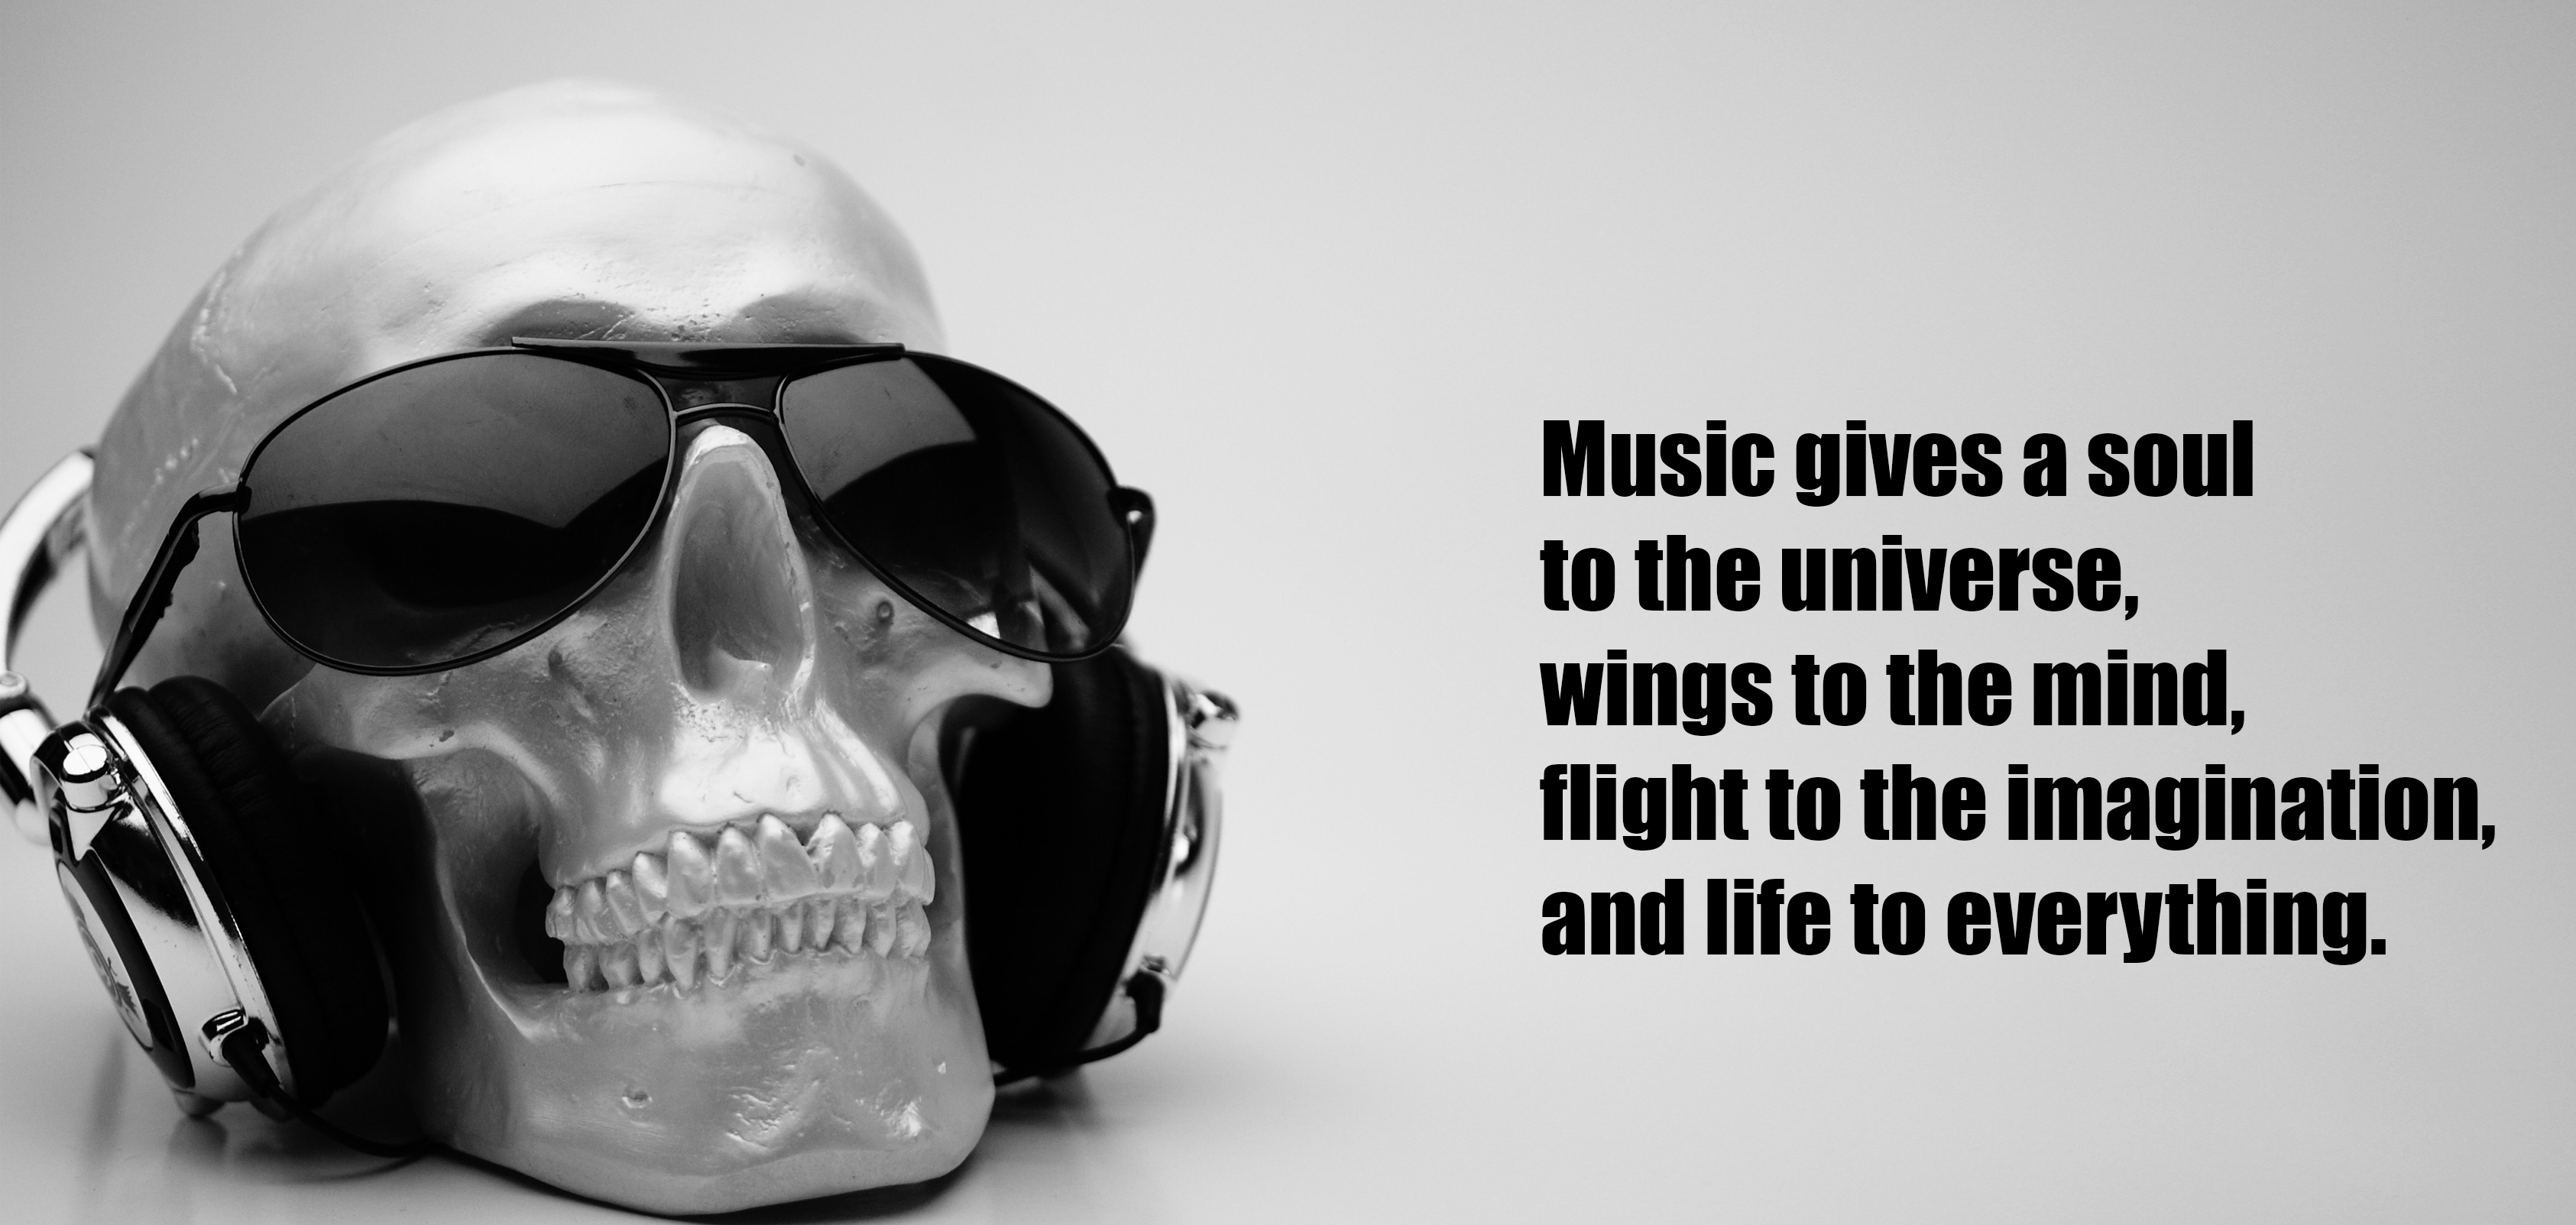 Music gives a soul
to the universe,
wings to the mind,
flight to the imagination,
and life to everything.